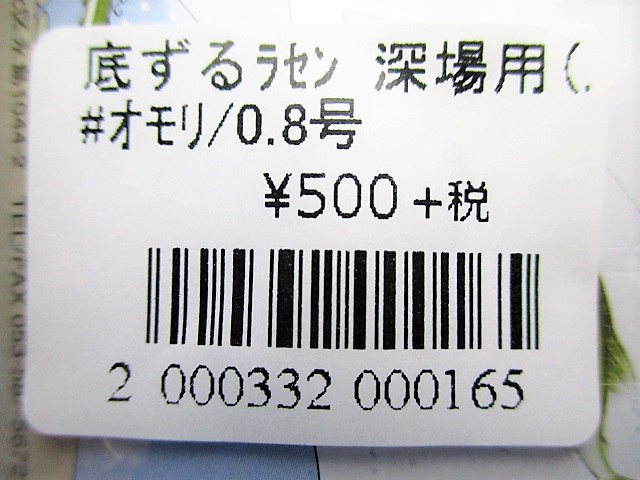 底ずるﾗｾﾝ 深場用(.
#オモリ/0.8号
¥500+税
2 000332 000165